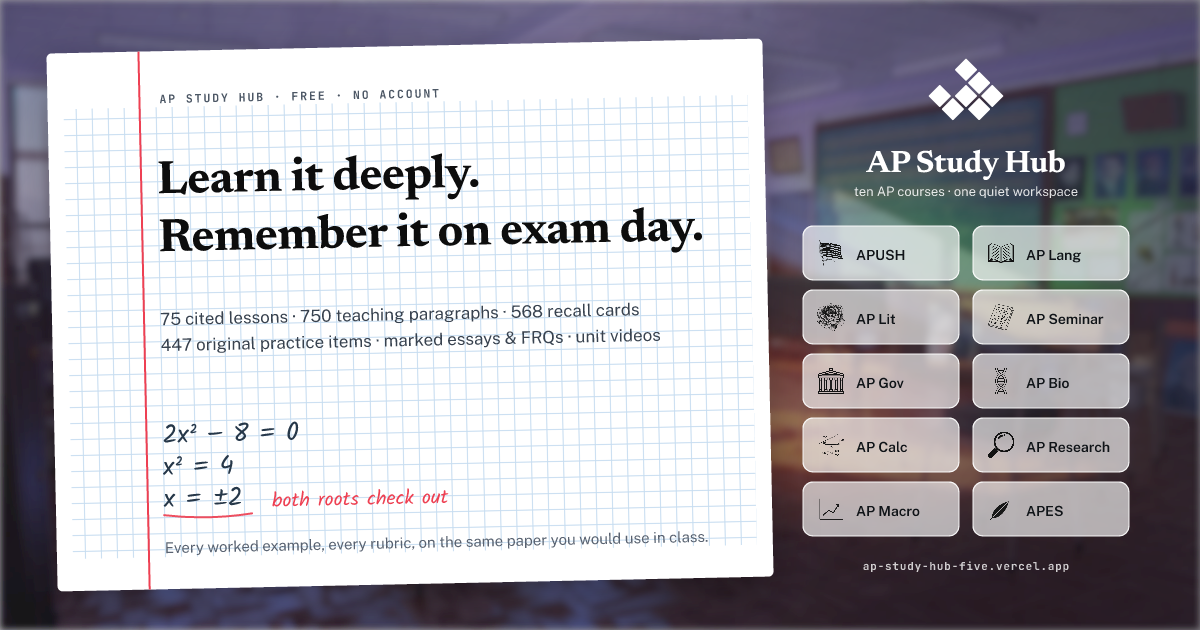 AP STUDY HUB · FREE · NO ACCOUNT
Learn it deeply.
Remember it on exam day.
75 cited lessons · 750 teaching paragraphs · 568 recall cards
447 original practice items · marked essays & FRQs · unit videos
2x² − 8 = 0
x² = 4
x = ±2 both roots check out
Every worked example, every rubric, on the same paper you would use in class.
AP Study Hub
ten AP courses · one quiet workspace
APUSH
AP Lang
AP Lit
AP Seminar
AP Gov
AP Bio
AP Calc
AP Research
AP Macro
APES
ap-study-hub-five.vercel.app